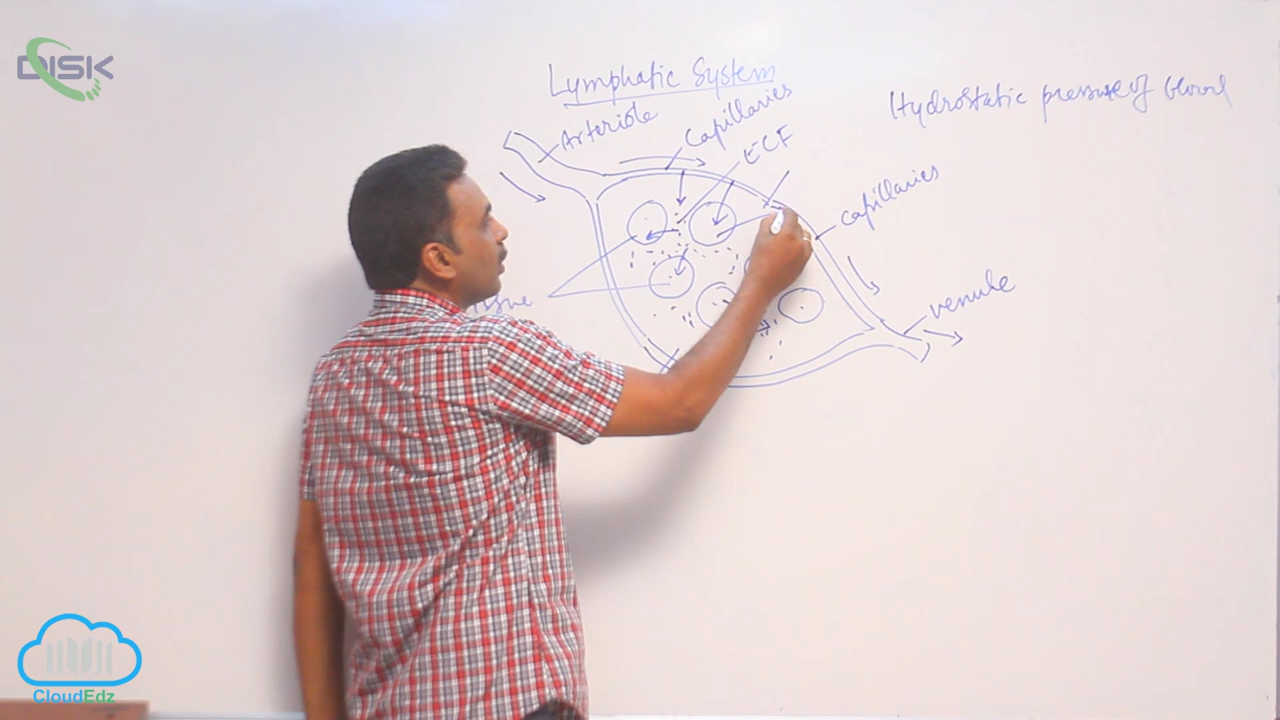 DISK
Lymphatic System
Hydrostatic pressure of blood
Arteriole
Capillaries
ECF
Capillaries
venule
CloudEdz